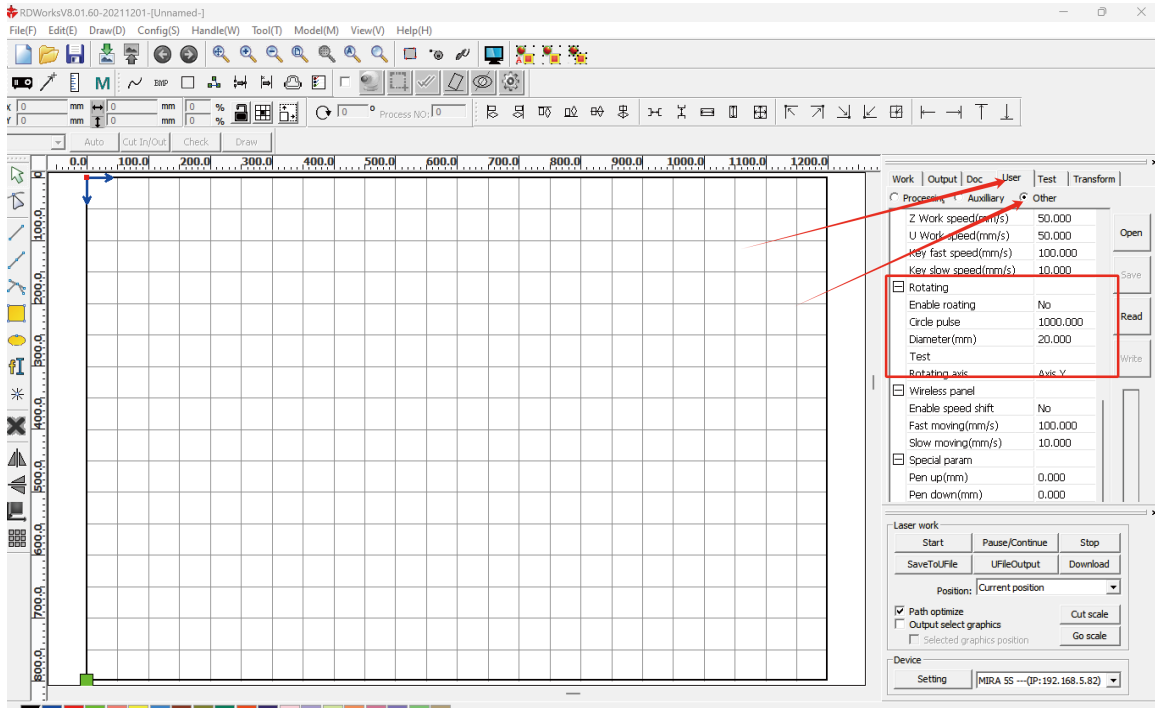 RDWorksV8.01.60-20211201-[Unnamed-]
File(F) Edit(E) Draw(D) Config(S) Handle(W) Tool(T) Model(M) View(V) Help(H)
M BMP
X 0 mm 0 mm 0 %
Y 0 mm 0 mm 0 %
0 ° Process NO: 0
Auto Cut In/Out Check Draw
0.0 100.0 200.0 300.0 400.0 500.0 600.0 700.0 800.0 900.0 1000.0 1100.0 1200.0
0.0
100.0
200.0
300.0
400.0
500.0
600.0
700.0
800.0
Work Output Doc User Test Transform
Processing Auxiliary Other
Z Work speed(mm/s) 50.000
U Work speed(mm/s) 50.000
Key fast speed(mm/s) 100.000
Key slow speed(mm/s) 10.000
Rotating
Enable roating No
Circle pulse 1000.000
Diameter(mm) 20.000
Test
Rotating axis Axis Y
Wireless panel
Enable speed shift No
Fast moving(mm/s) 100.000
Slow moving(mm/s) 10.000
Special param
Pen up(mm) 0.000
Pen down(mm) 0.000
Open
Save
Read
Write
Laser work
Start Pause/Continue Stop
SaveToUFile UFileOutput Download
Position: Current position
Path optimize
Output select graphics
Selected graphics position
Cut scale
Go scale
Device
Setting MIRA 5S ---(IP:192.168.5.82)